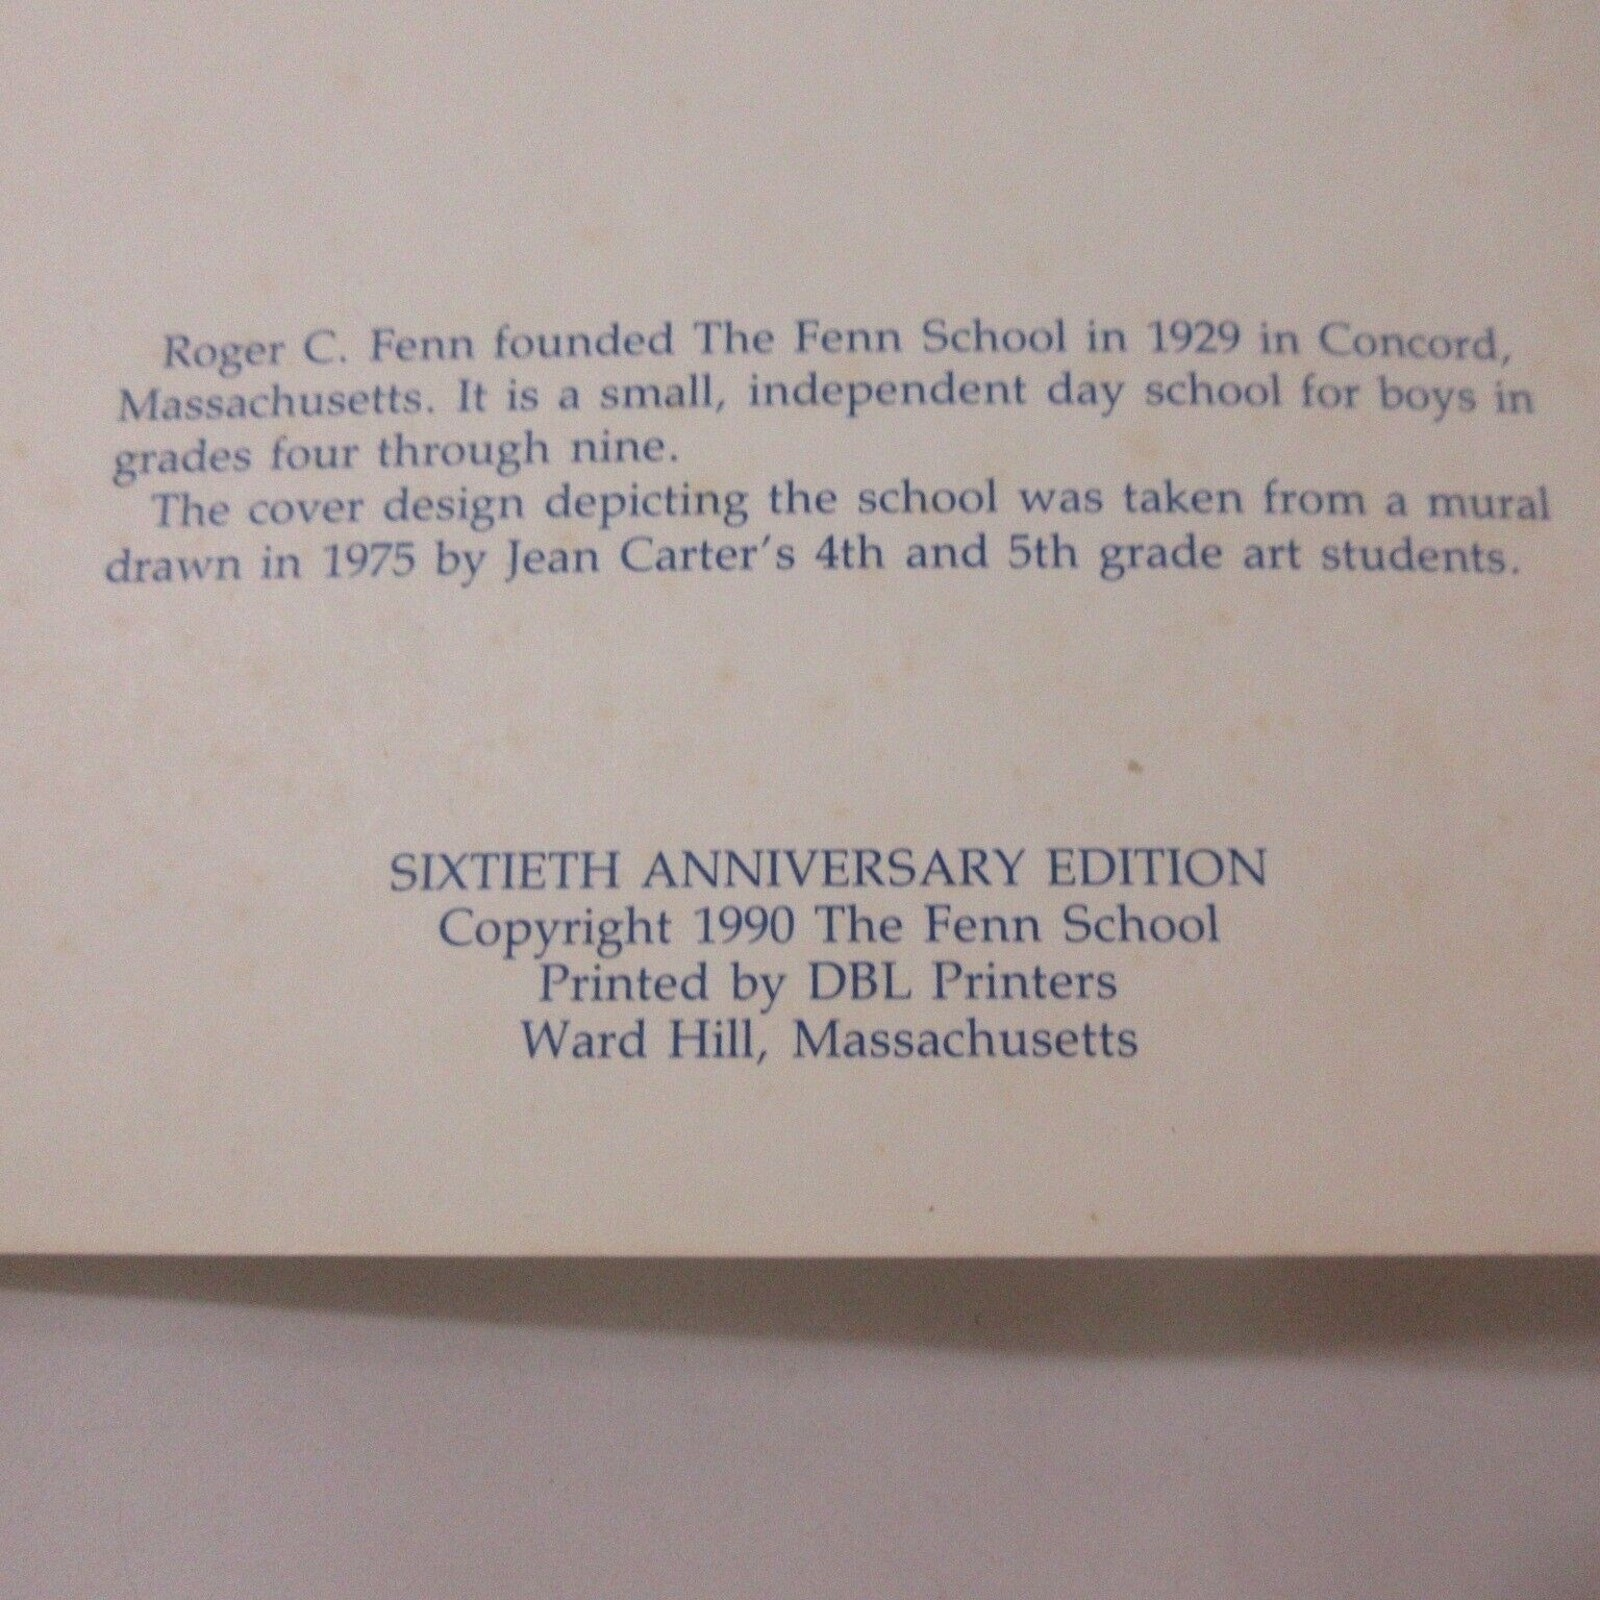 Roger C. Fenn founded The Fenn School in 1929 in Concord,
Massachusetts. It is a small, independent day school for boys in
grades four through nine.
The cover design depicting the school was taken from a mural
drawn in 1975 by Jean Carter's 4th and 5th grade art students.
SIXTIETH ANNIVERSARY EDITION
Copyright 1990 The Fenn School
Printed by DBL Printers
Ward Hill, Massachusetts